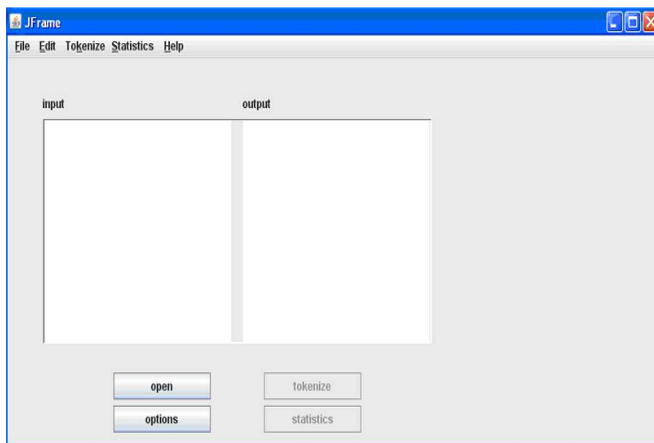 JFrame
File Edit Tokenize Statistics Help
input output
open tokenize
options statistics